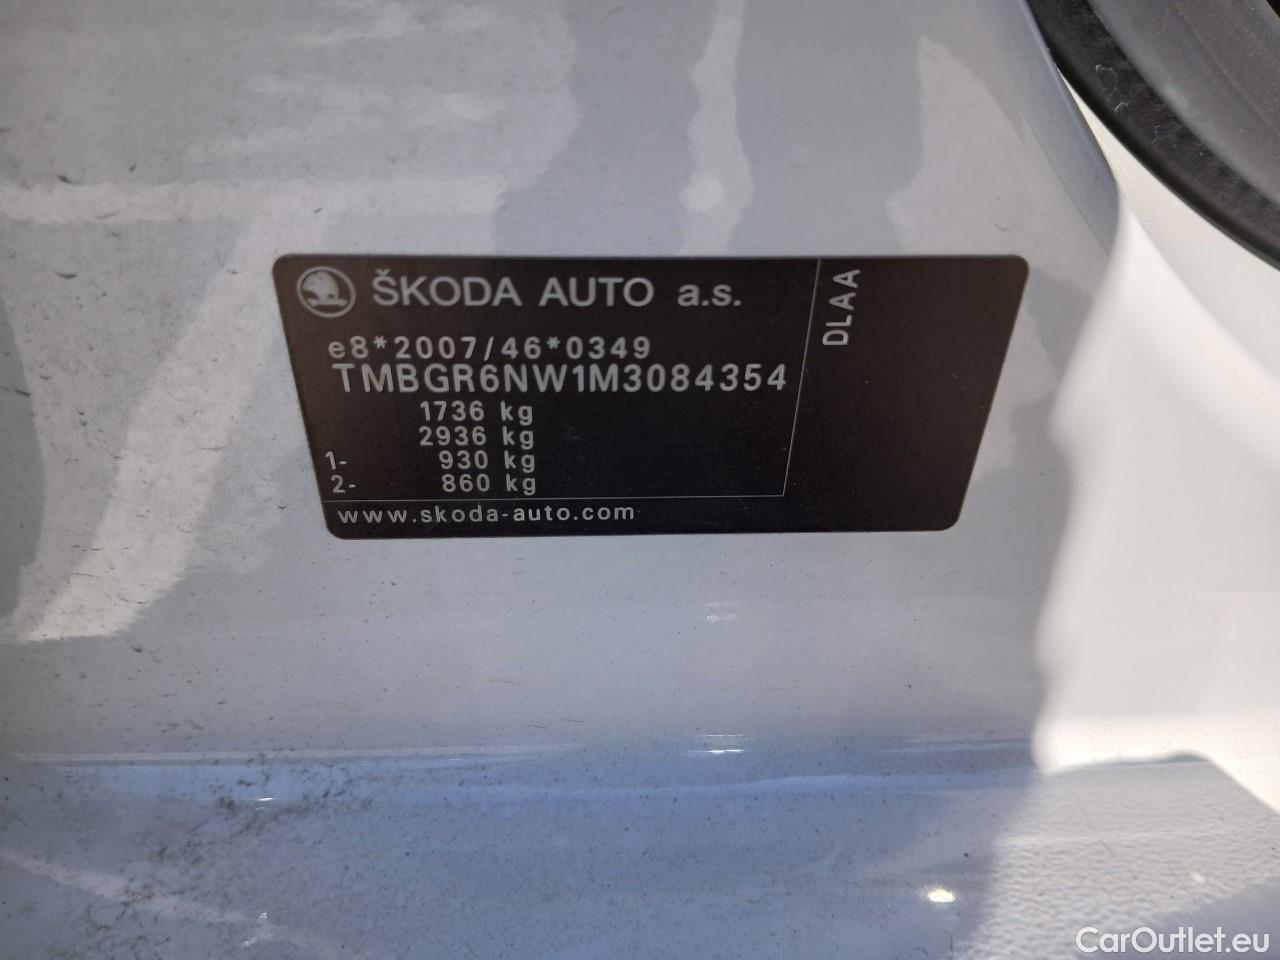 ŠKODA AUTO a.s.
e8*2007/46*0349
TMBGR6NW1M3084354
1736 kg
2936 kg
1- 930 kg
2- 860 kg
www.skoda-auto.com
DLAA
CarOutlet.eu